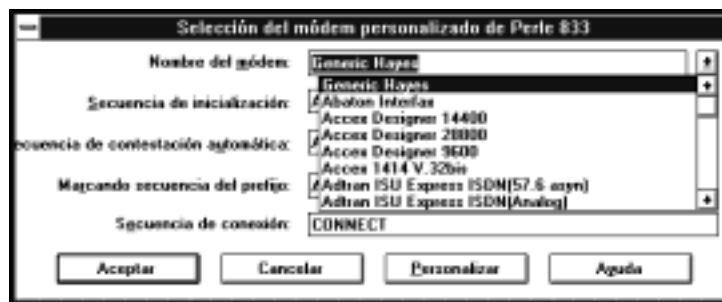 Selección del módem personalizado de Perle 833
Nombre del módem: Generic Hayes
Generic Hayes
Secuencia de inicialización: A
Abaton Interfax
Accex Designer 14400
Accex Designer 28800
ecuencia de contestación automática: A
Accex Designer 9600
Accex 1414 V.32bis
Marcando secuencia del prefijo: A
Adtran ISU Express ISDN(57.6 asyn)
Adtran ISU Express ISDN(Analog)
Secuencia de conexión: CONNECT
Aceptar Cancelar Personalizar Ayuda